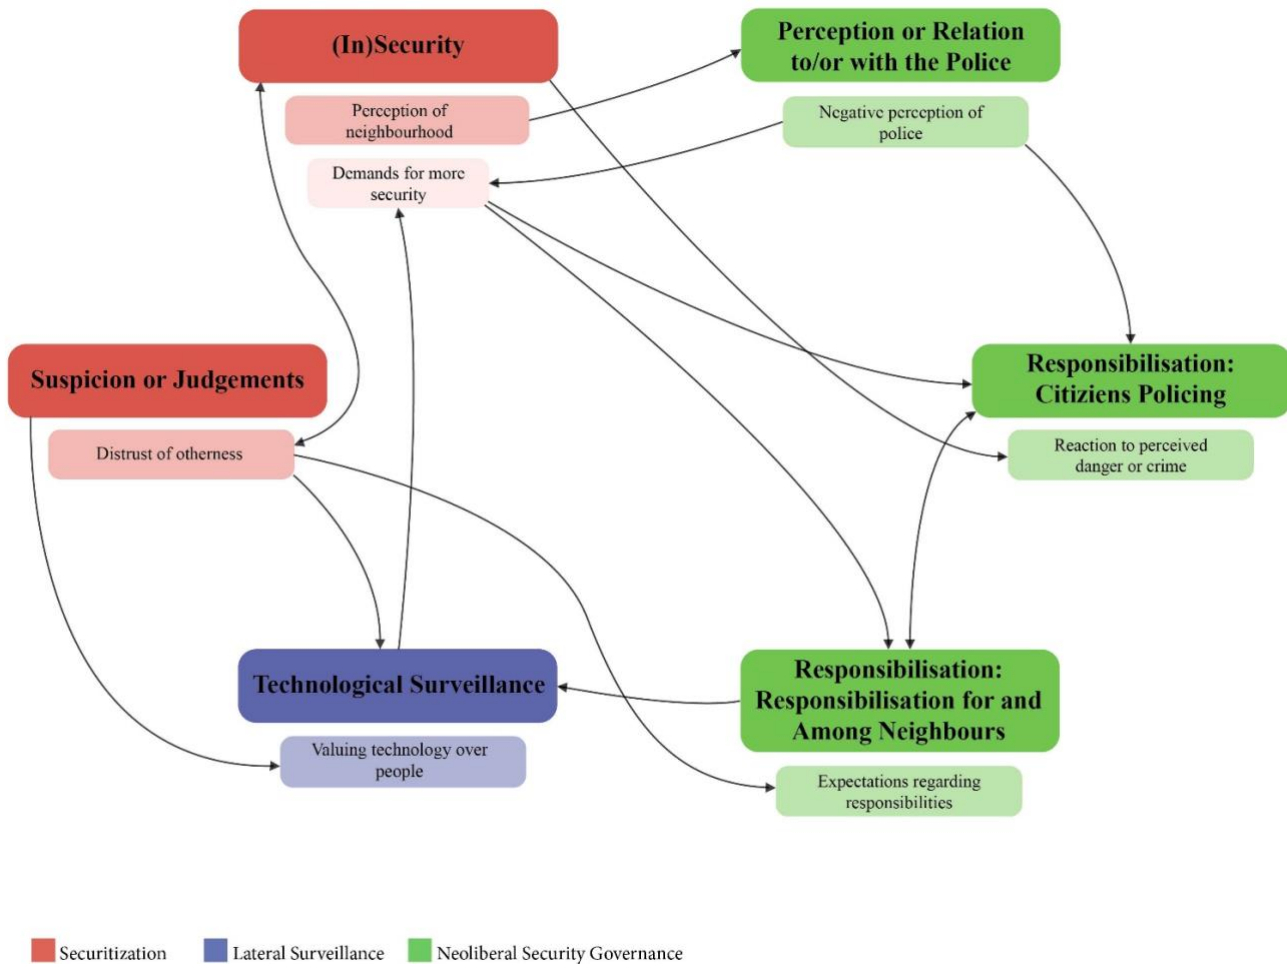 (In)Security
Perception or Relation
to/or with the Police
Perception of
neighbourhood
Negative perception of
police
Demands for more
security
Suspicion or Judgements
Responsibilisation:
Citiziens Policing
Distrust of otherness
Reaction to perceived
danger or crime
Technological Surveillance
Responsibilisation:
Responsibilisation for and
Among Neighbours
Valuing technology over
people
Expectations regarding
responsibilities
Securitization
Lateral Surveillance
Neoliberal Security Governance